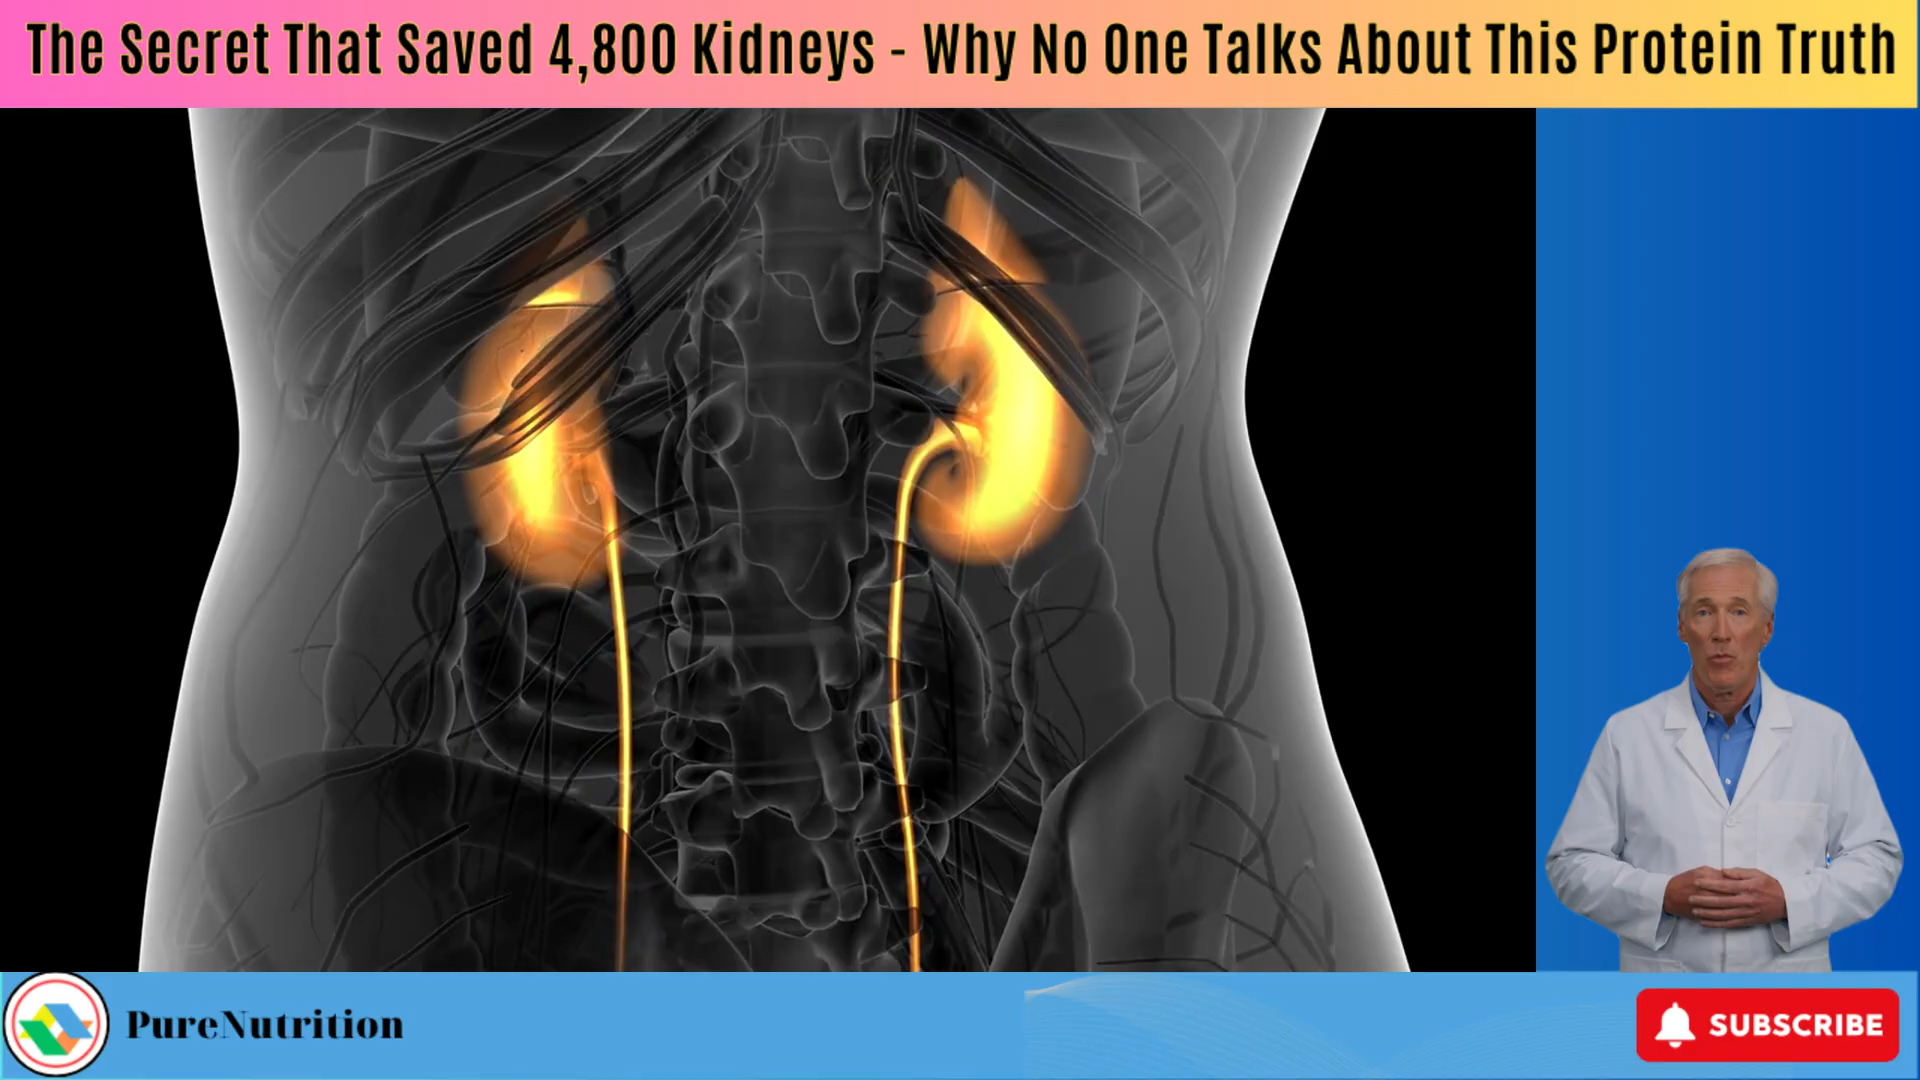 The Secret That Saved 4,800 Kidneys - Why No One Talks About This Protein Truth
PureNutrition
SUBSCRIBE